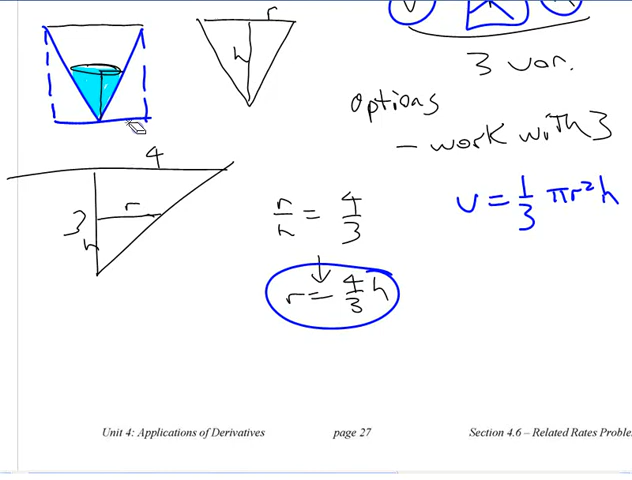 r
h
V
3 var.
options
- work with 3
4
3
r
h
r/h = 4/3
V = 1/3 πr²h
r = 4/3 h
Unit 4: Applications of Derivatives page 27 Section 4.6 – Related Rates Proble